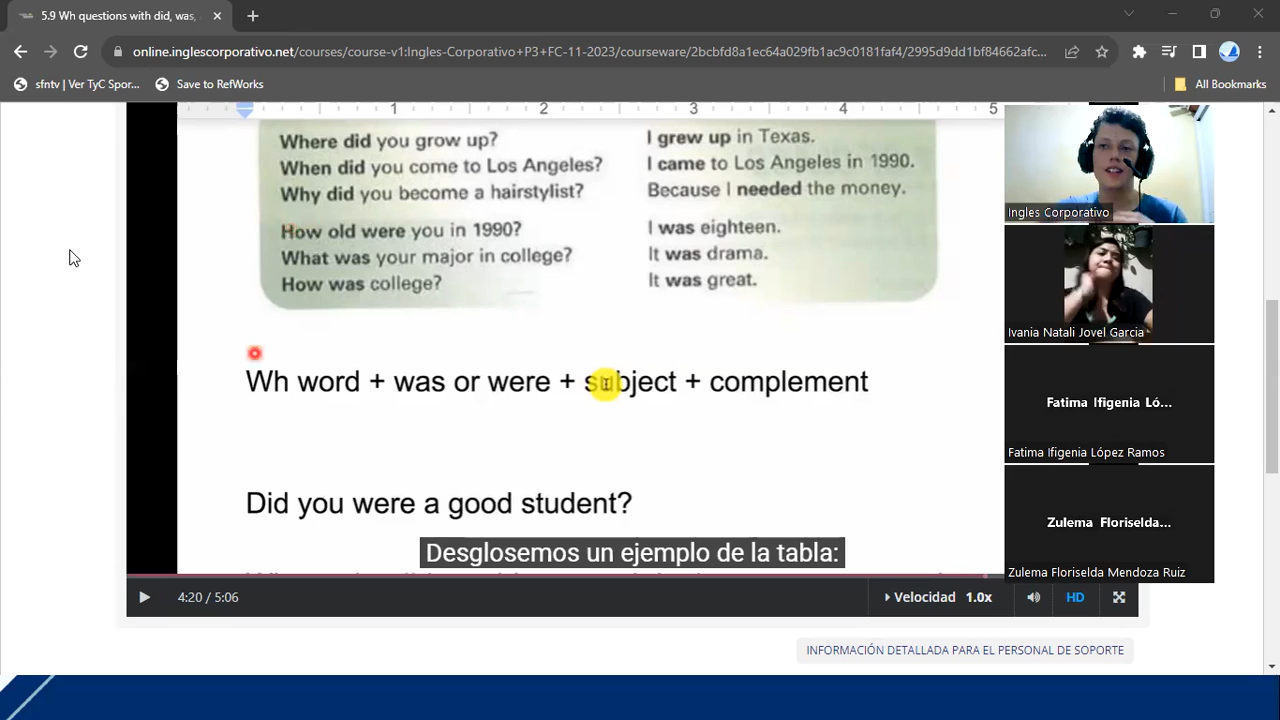 5.9 Wh questions with did, was,
online.inglescorporativo.net/courses/course-v1:Ingles-Corporativo+P3+FC-11-2023/courseware/2bcbfd8a1ec64a029fb1ac9c0181faf4/2995d9dd1bf84662afc...
sfntv | Ver TyC Spor...
Save to RefWorks
All Bookmarks
1 2 3 4 5
Where did you grow up? I grew up in Texas.
When did you come to Los Angeles? I came to Los Angeles in 1990.
Why did you become a hairstylist? Because I needed the money.
How old were you in 1990? I was eighteen.
What was your major in college? It was drama.
How was college? It was great.
Wh word + was or were + subject + complement
Did you were a good student?
Desglosemos un ejemplo de la tabla:
4:20 / 5:06
Velocidad 1.0x
HD
Ingles Corporativo
Ivania Natali Jovel Garcia
Fatima Ifigenia Ló...
Fatima Ifigenia López Ramos
Zulema Floriselda...
Zulema Floriselda Mendoza Ruiz
INFORMACIÓN DETALLADA PARA EL PERSONAL DE SOPORTE